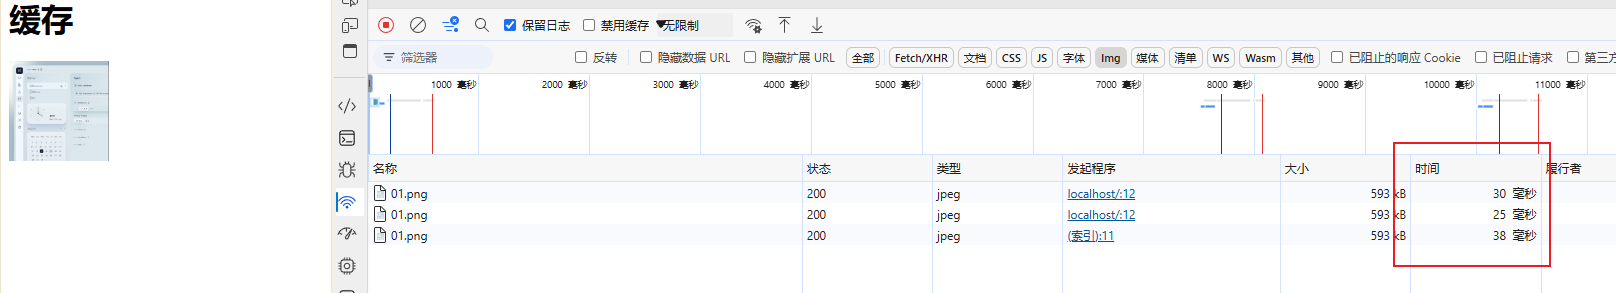 缓存
保留日志 禁用缓存 ▼无限制
筛选器 反转 隐藏数据 URL 隐藏扩展 URL 全部 Fetch/XHR 文档 CSS JS 字体 Img 媒体 清单 WS Wasm 其他 已阻止的响应 Cookie 已阻止请求 第三方
1000 毫秒 2000 毫秒 3000 毫秒 4000 毫秒 5000 毫秒 6000 毫秒 7000 毫秒 8000 毫秒 9000 毫秒 10000 毫秒 11000 毫秒
名称 状态 类型 发起程序 大小 时间 履行者
01.png 200 jpeg localhost/:12 593 kB 30 毫秒
01.png 200 jpeg localhost/:12 593 kB 25 毫秒
01.png 200 jpeg (索引):11 593 kB 38 毫秒